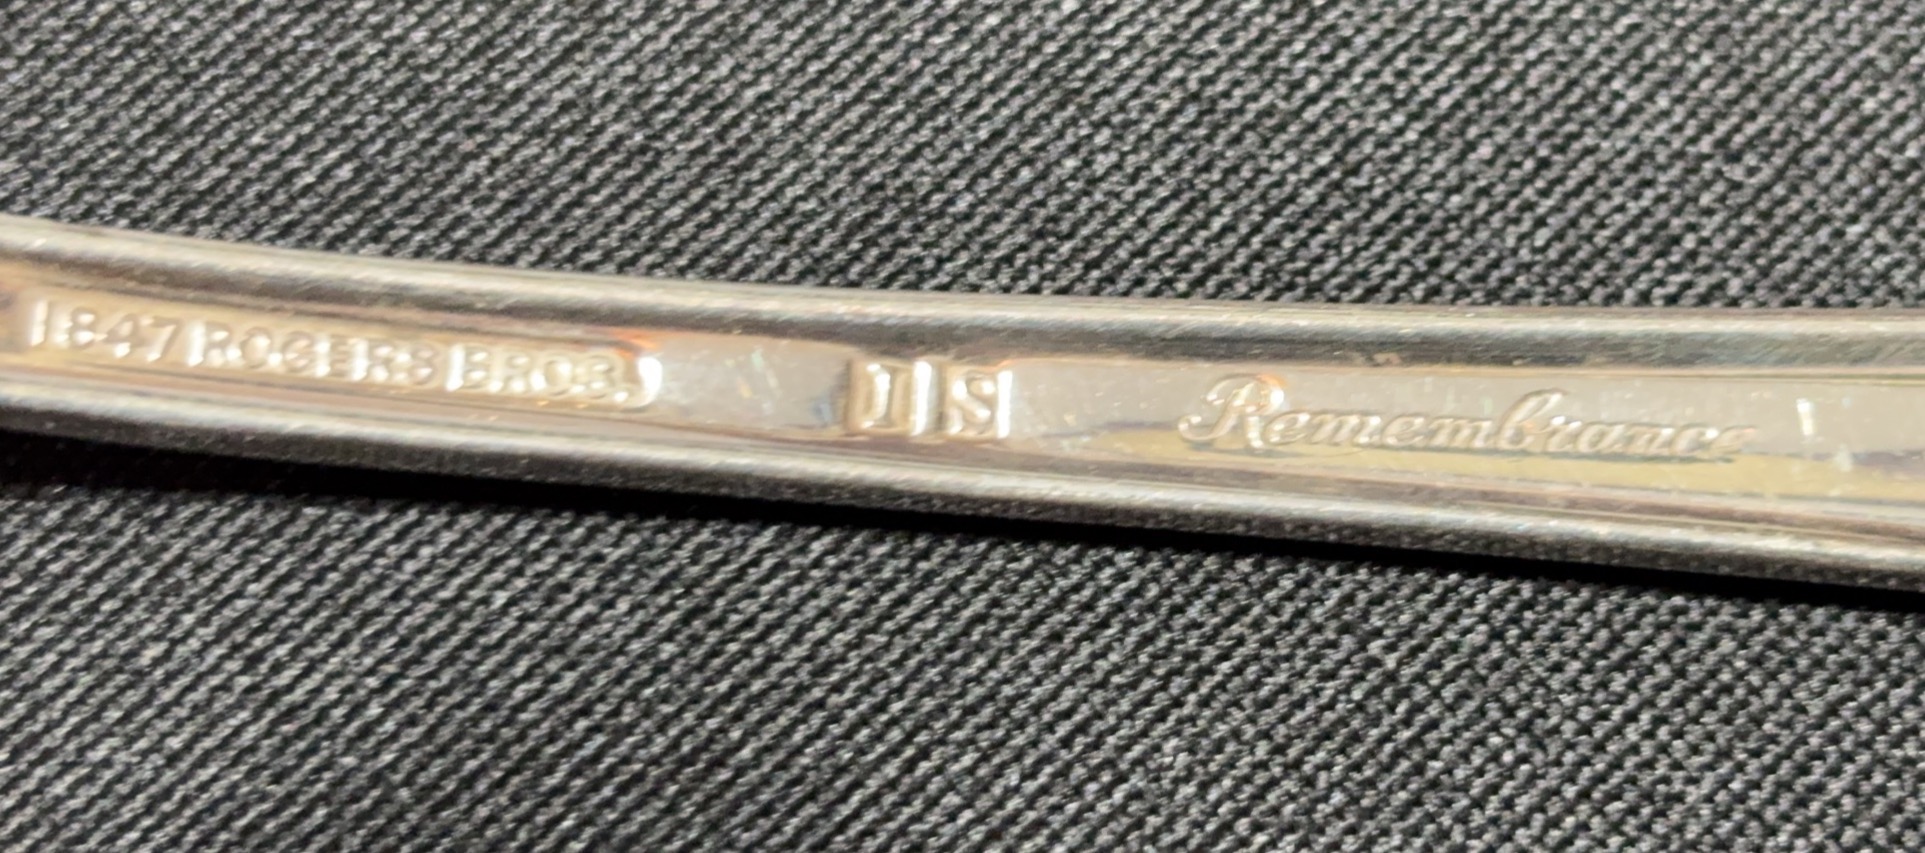 1847 ROGERS BROS. IS Remembrance